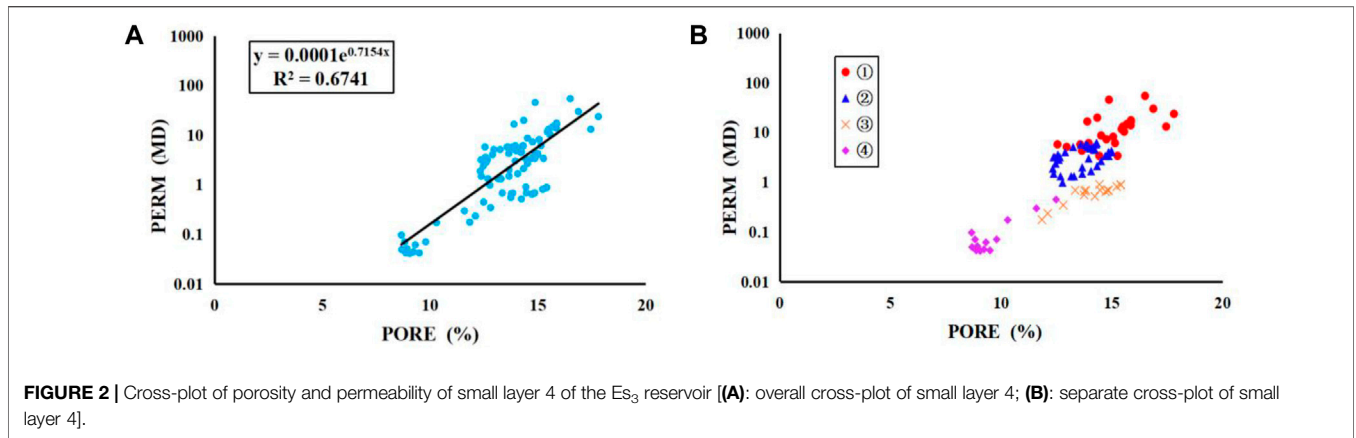 A
1000
100
10
1
0.1
0.01
PERM (MD)
y = 0.0001e^0.7154x
R² = 0.6741
0 5 10 15 20
PORE (%)
B
1000
100
10
1
0.1
0.01
PERM (MD)
①
②
③
④
0 5 10 15 20
PORE (%)
FIGURE 2 | Cross-plot of porosity and permeability of small layer 4 of the Es₃ reservoir [(A): overall cross-plot of small layer 4; (B): separate cross-plot of small
layer 4].